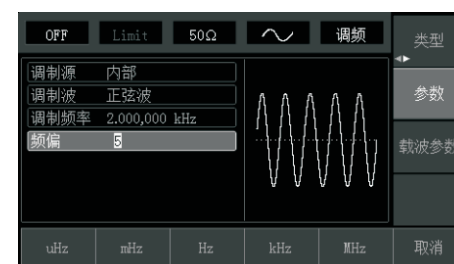 OFF Limit 50Ω 调频 类型
调制源 内部
调制波 正弦波
调制频率 2.000,000 kHz
频偏 5
参数
载波参数
uHz mHz Hz kHz MHz 取消